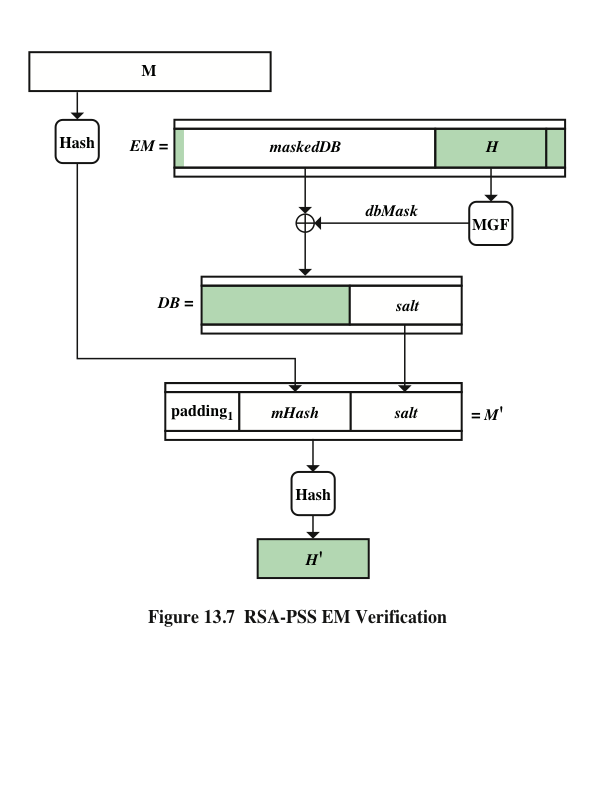 M
Hash
EM =
maskedDB
H
dbMask
MGF
DB =
salt
padding1
mHash
salt
= M'
Hash
H'
Figure 13.7 RSA-PSS EM Verification